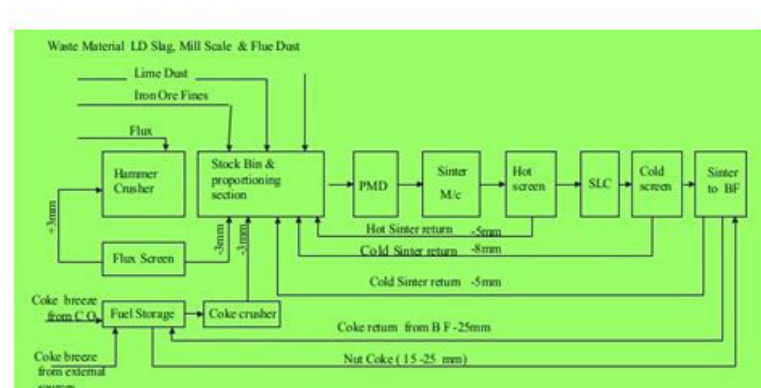 Waste Material LD Slag, Mill Scale & Flue Dust
Lime Dust
Iron Ore Fines
Flux
Hammer
Crusher
Stock Bin &
proportioning
section
PMD
Sinter
M/c
Hot
screen
SLC
Cold
screen
Sinter
to BF
+3mm
-3mm
-3mm
Hot Sinter return -5mm
Cold Sinter return -8mm
Flux Screen
Cold Sinter return -5mm
Coke breeze
from C O
Fuel Storage
Coke crusher
Coke return from B F -25mm
Coke breeze
from external
Nut Coke ( 15 -25 mm)